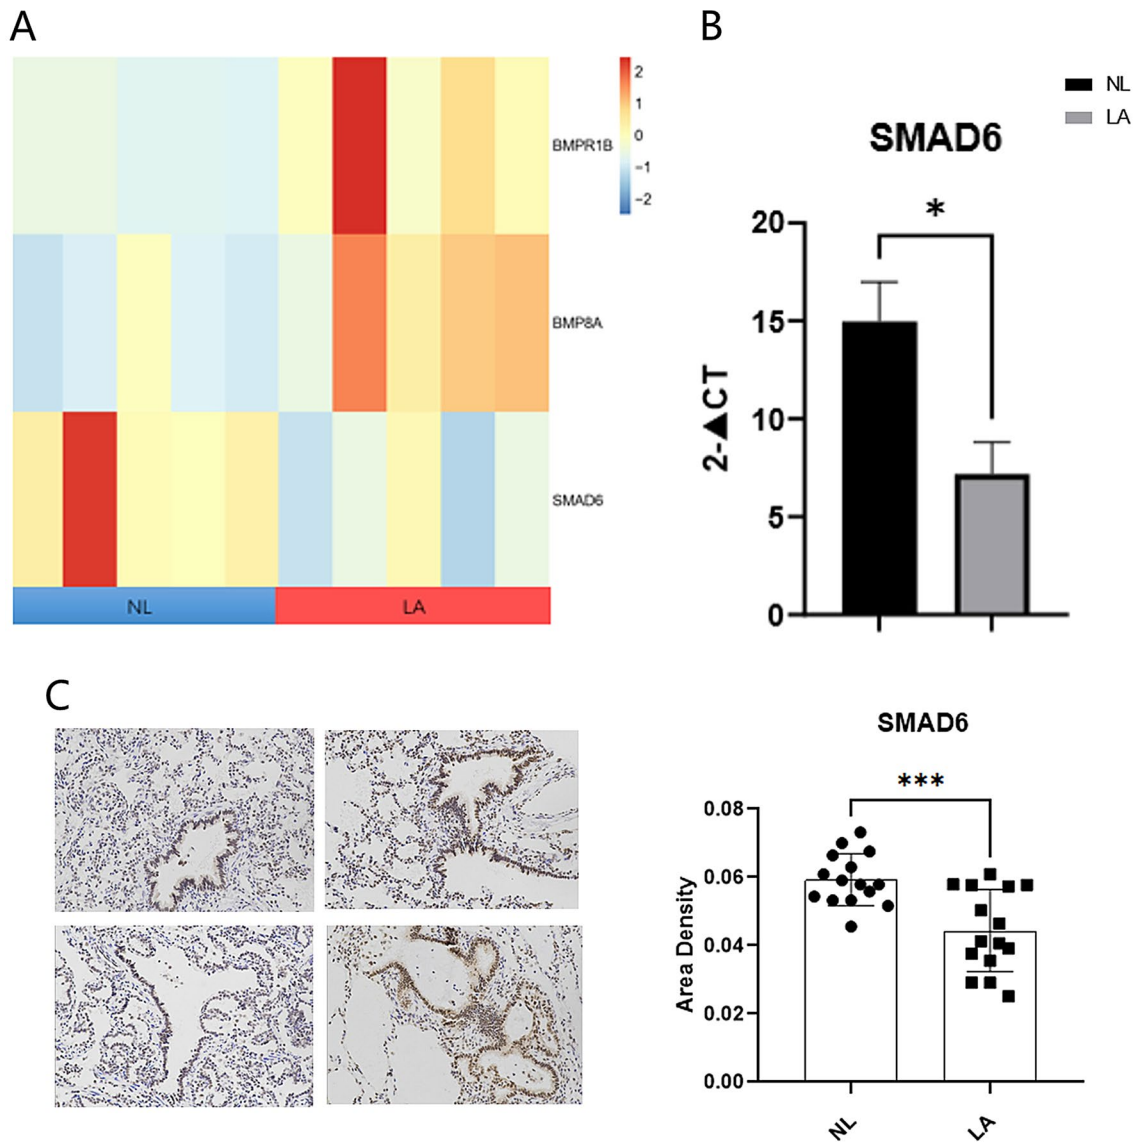 A
2
1
0
−1
−2
BMPR1B
BMP8A
SMAD6
NL
LA
B
NL
LA
SMAD6
*
20
15
10
5
0
2-▲CT
C
SMAD6
***
0.08
0.06
0.04
0.02
0.00
Area Density
NL
LA